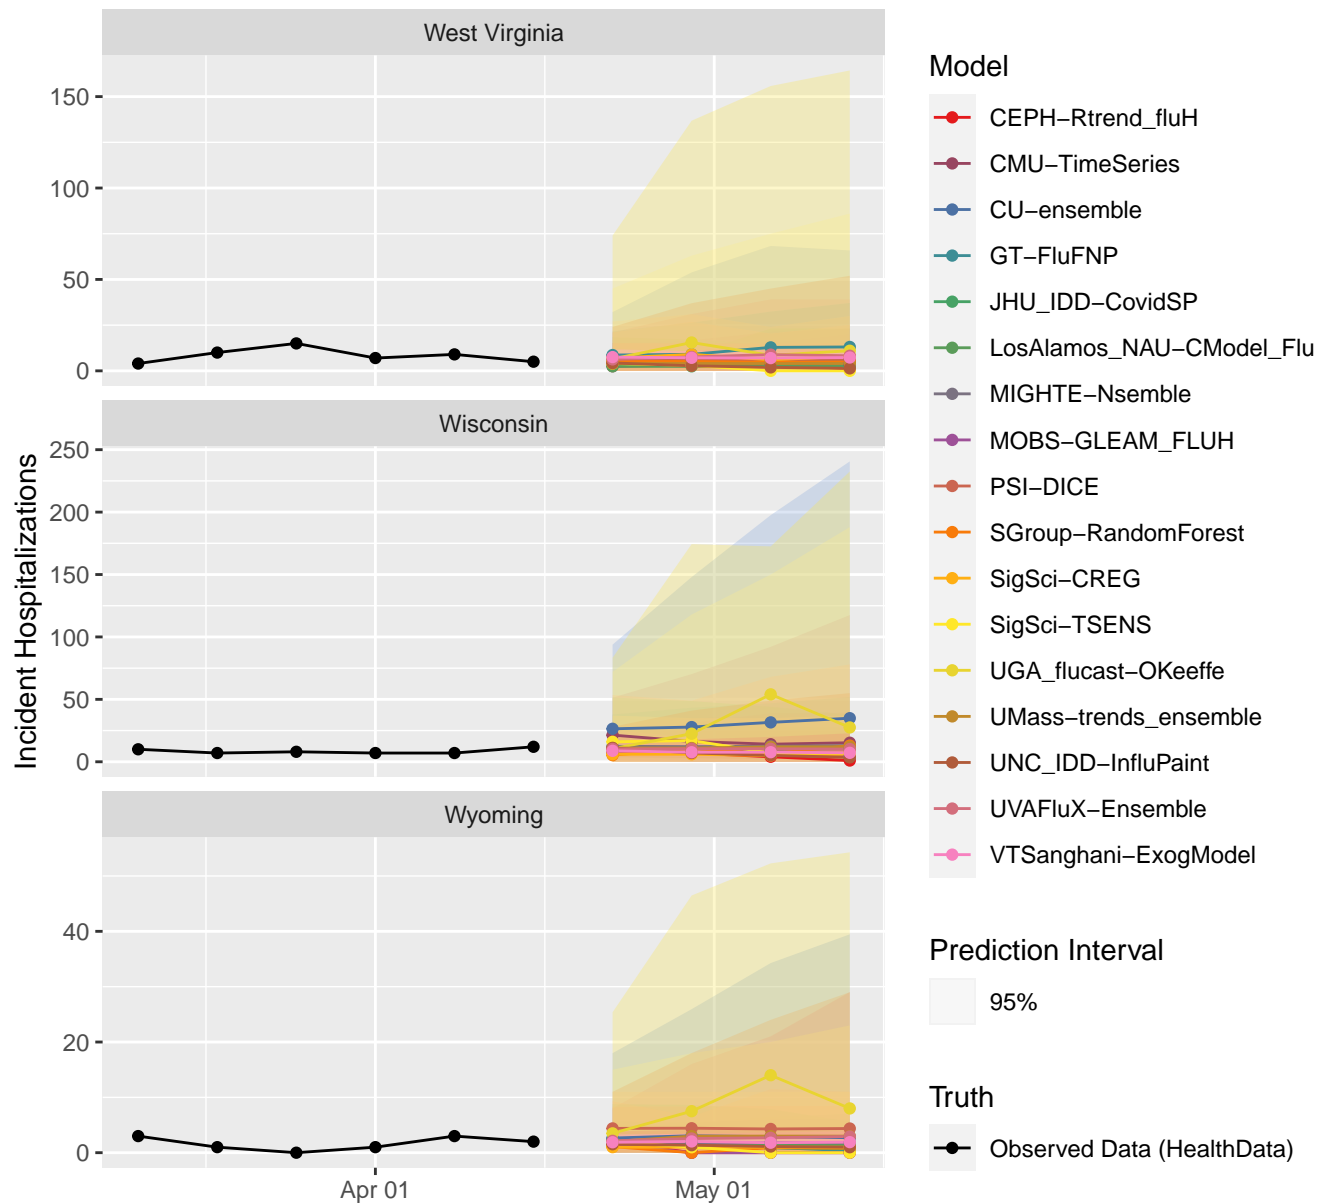 West Virginia
150
100
50
0
Wisconsin
250
200
150
100
50
0
Wyoming
40
20
0
Apr 01
May 01
Incident Hospitalizations
Model
CEPH−Rtrend_fluH
CMU−TimeSeries
CU−ensemble
GT−FluFNP
JHU_IDD−CovidSP
LosAlamos_NAU−CModel_Flu
MIGHTE−Nsemble
MOBS−GLEAM_FLUH
PSI−DICE
SGroup−RandomForest
SigSci−CREG
SigSci−TSENS
UGA_flucast−OKeeffe
UMass−trends_ensemble
UNC_IDD−InfluPaint
UVAFluX−Ensemble
VTSanghani−ExogModel
Prediction Interval
95%
Truth
Observed Data (HealthData)